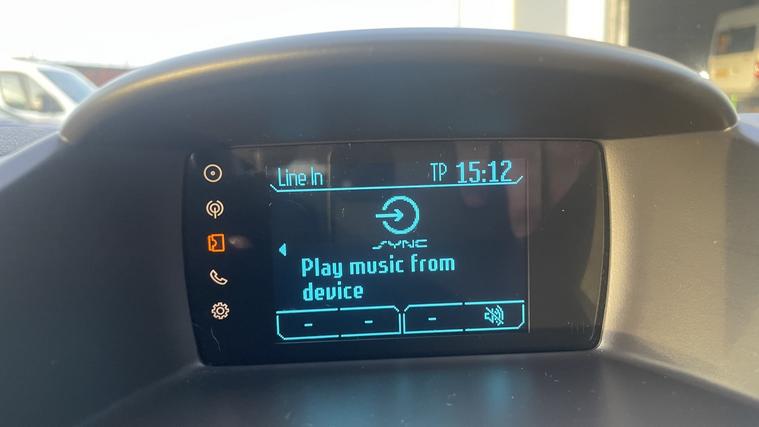 Line In
TP 15:12
SYNC
Play music from
device
- - -